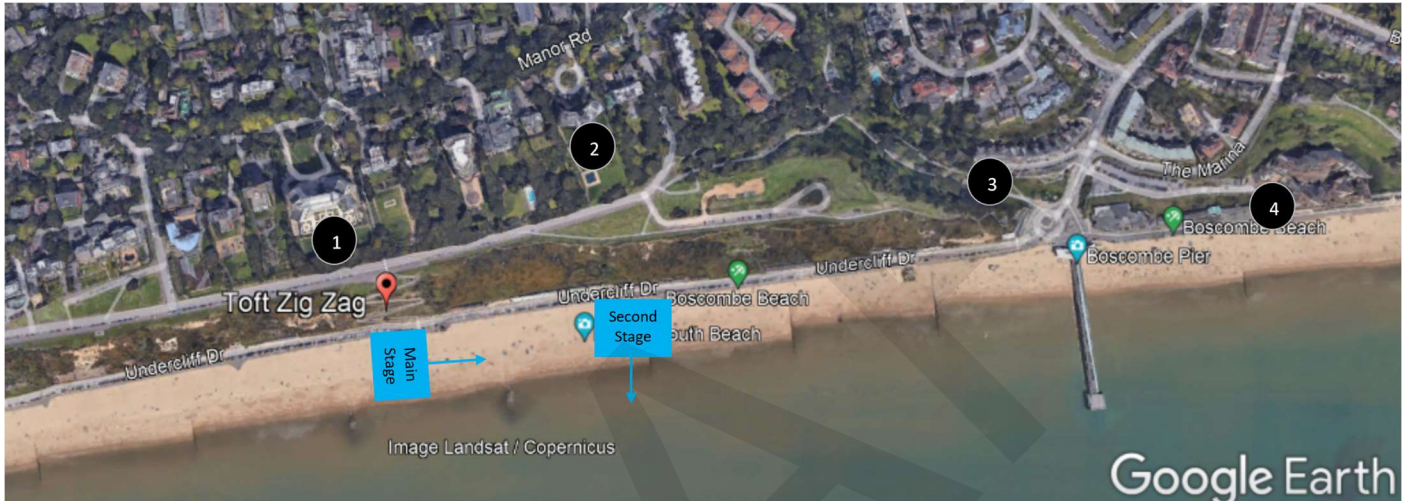 Manor Rd
2
1
3
The Marina
4
B
Boscombe Beach
Boscombe Pier
Toft Zig Zag
Undercliff Dr
Undercliff Dr
Boscombe Beach
Second
Stage
uth Beach
Main
Stage
Undercliff Dr
Image Landsat / Copernicus
Google Earth